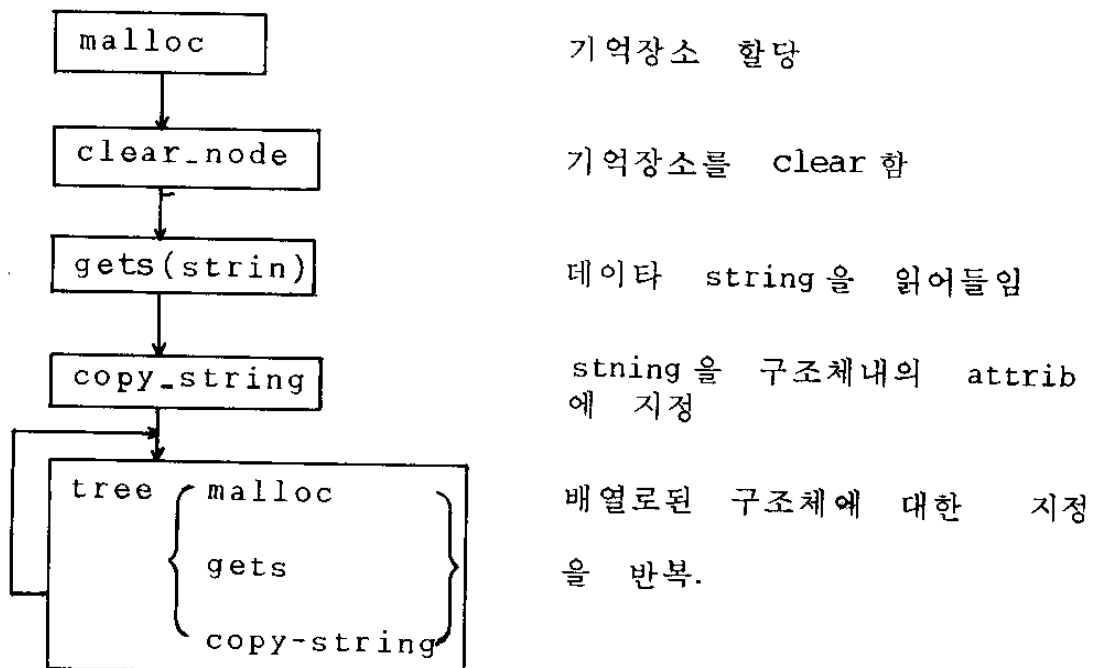 malloc 기억장소 할당
clear_node 기억장소를 clear 함
gets(strin) 데이타 string 을 읽어들임
copy_string stning 을 구조체내의 attrib
에 지정
tree { malloc } 배열로된 구조체에 대한 지정
gets 을 반복.
copy-string